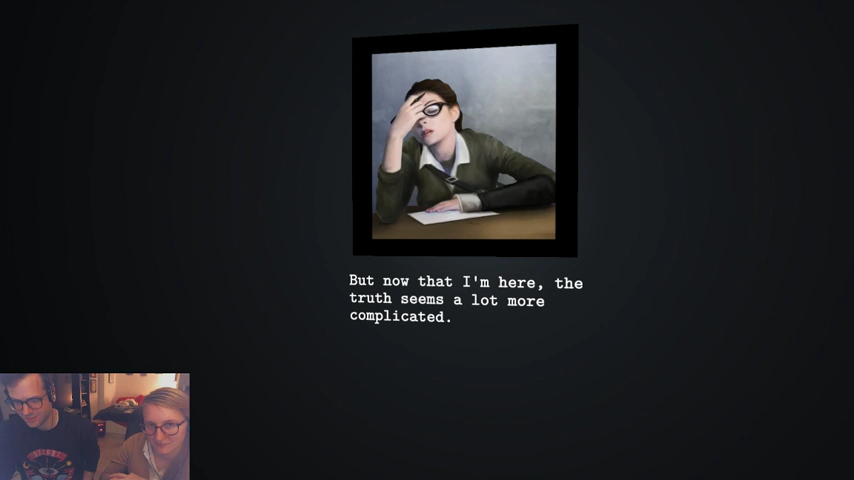 But now that I'm here, the
truth seems a lot more
complicated.